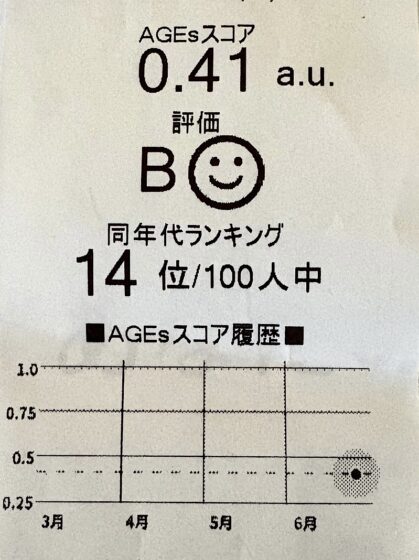 AGEsスコア
0.41 a.u.
評価
B
同年代ランキング
14 位/100人中
■AGEsスコア履歴■
1.0
0.75
0.5
0.25
3月 4月 5月 6月